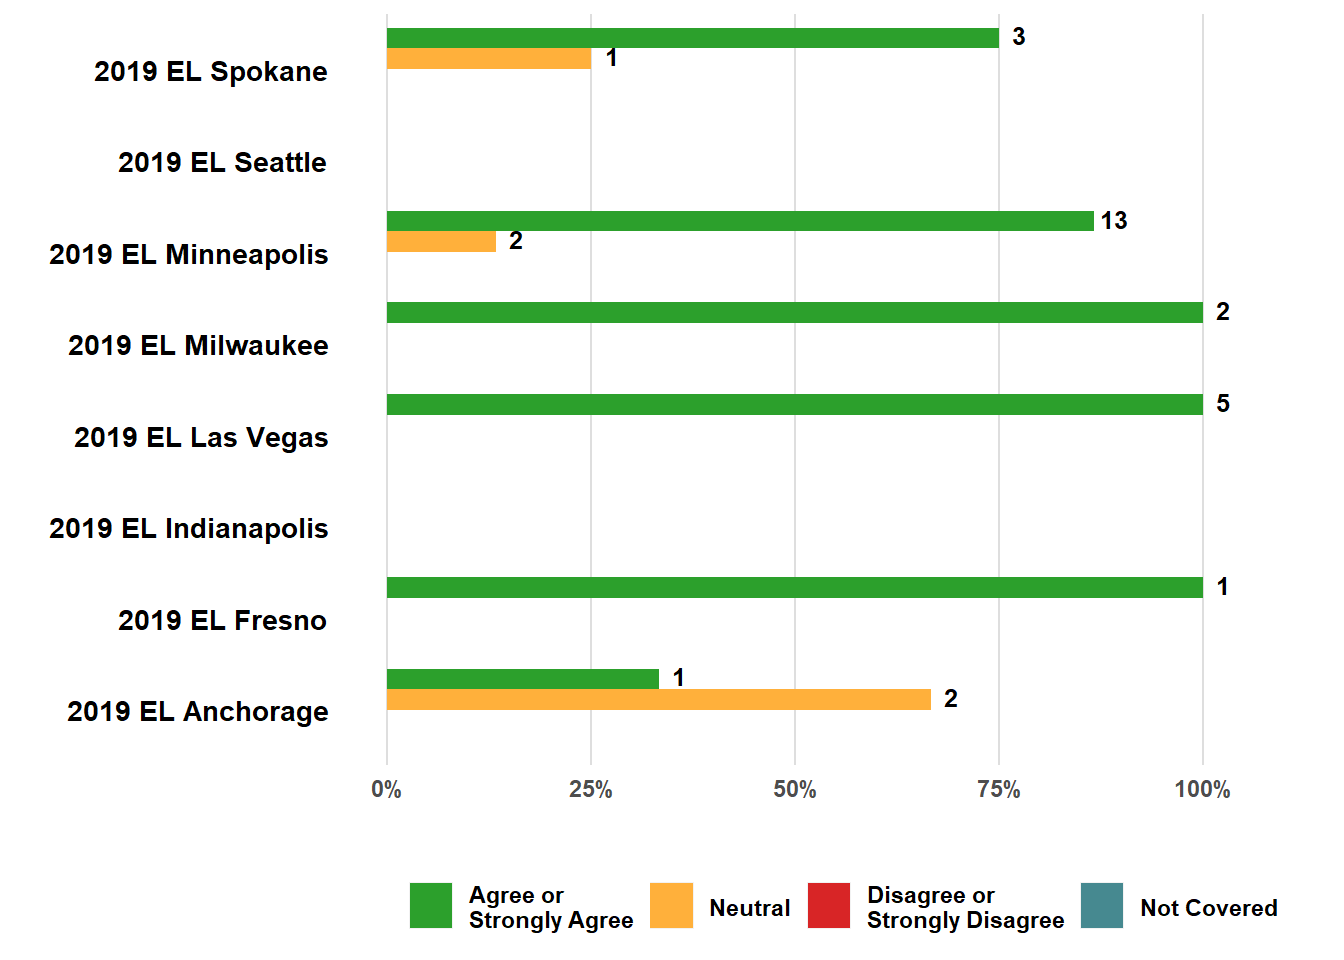 3
1
2019 EL Spokane
2019 EL Seattle
13
2
2019 EL Minneapolis
2
2019 EL Milwaukee
5
2019 EL Las Vegas
2019 EL Indianapolis
1
2019 EL Fresno
1
2
2019 EL Anchorage
0% 25% 50% 75% 100%
Agree or
Strongly Agree
Neutral
Disagree or
Strongly Disagree
Not Covered